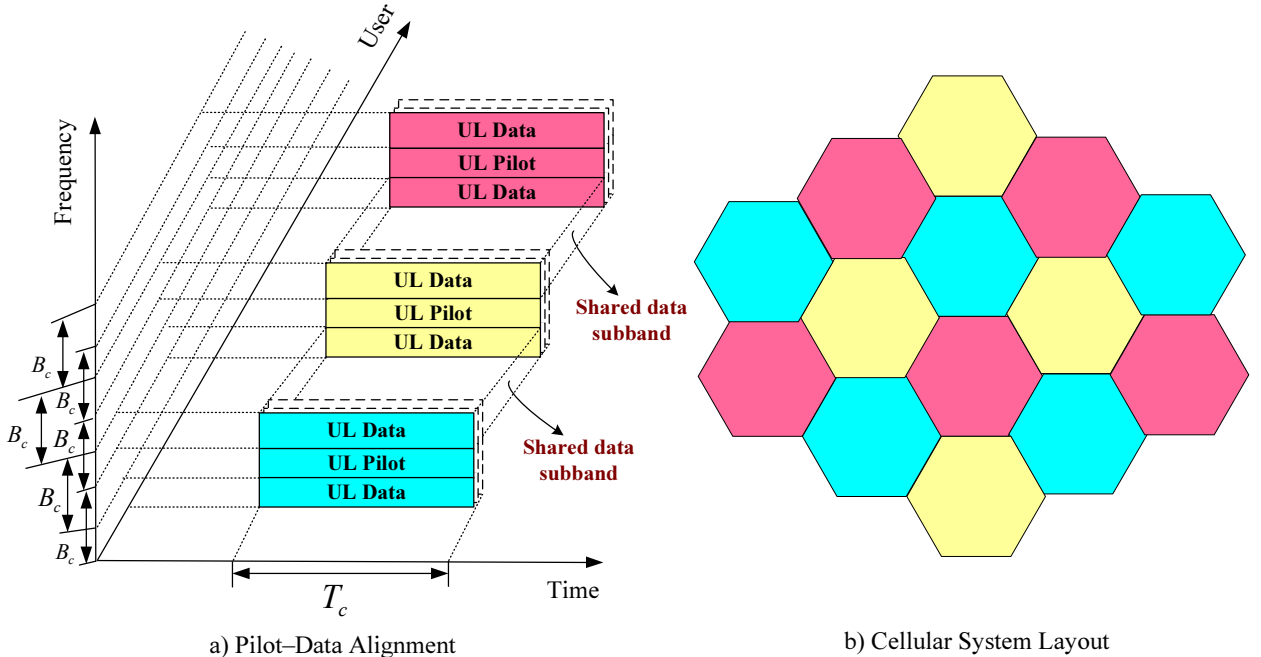 User
Frequency
UL Data
UL Pilot
UL Data
Shared data
subband
UL Data
UL Pilot
UL Data
Shared data
subband
UL Data
UL Pilot
UL Data
B_c
B_c
B_c
B_c
B_c
B_c
B_c
T_c
Time
a) Pilot–Data Alignment
b) Cellular System Layout